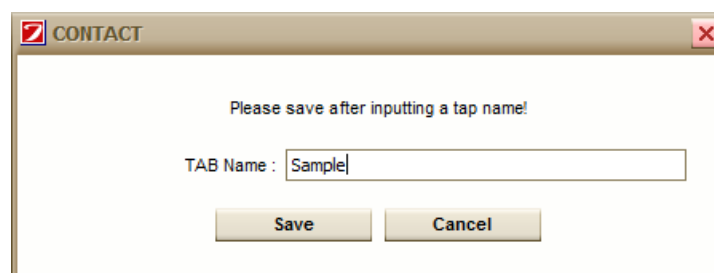 CONTACT
Please save after inputting a tap name!
TAB Name : Sample
Save Cancel